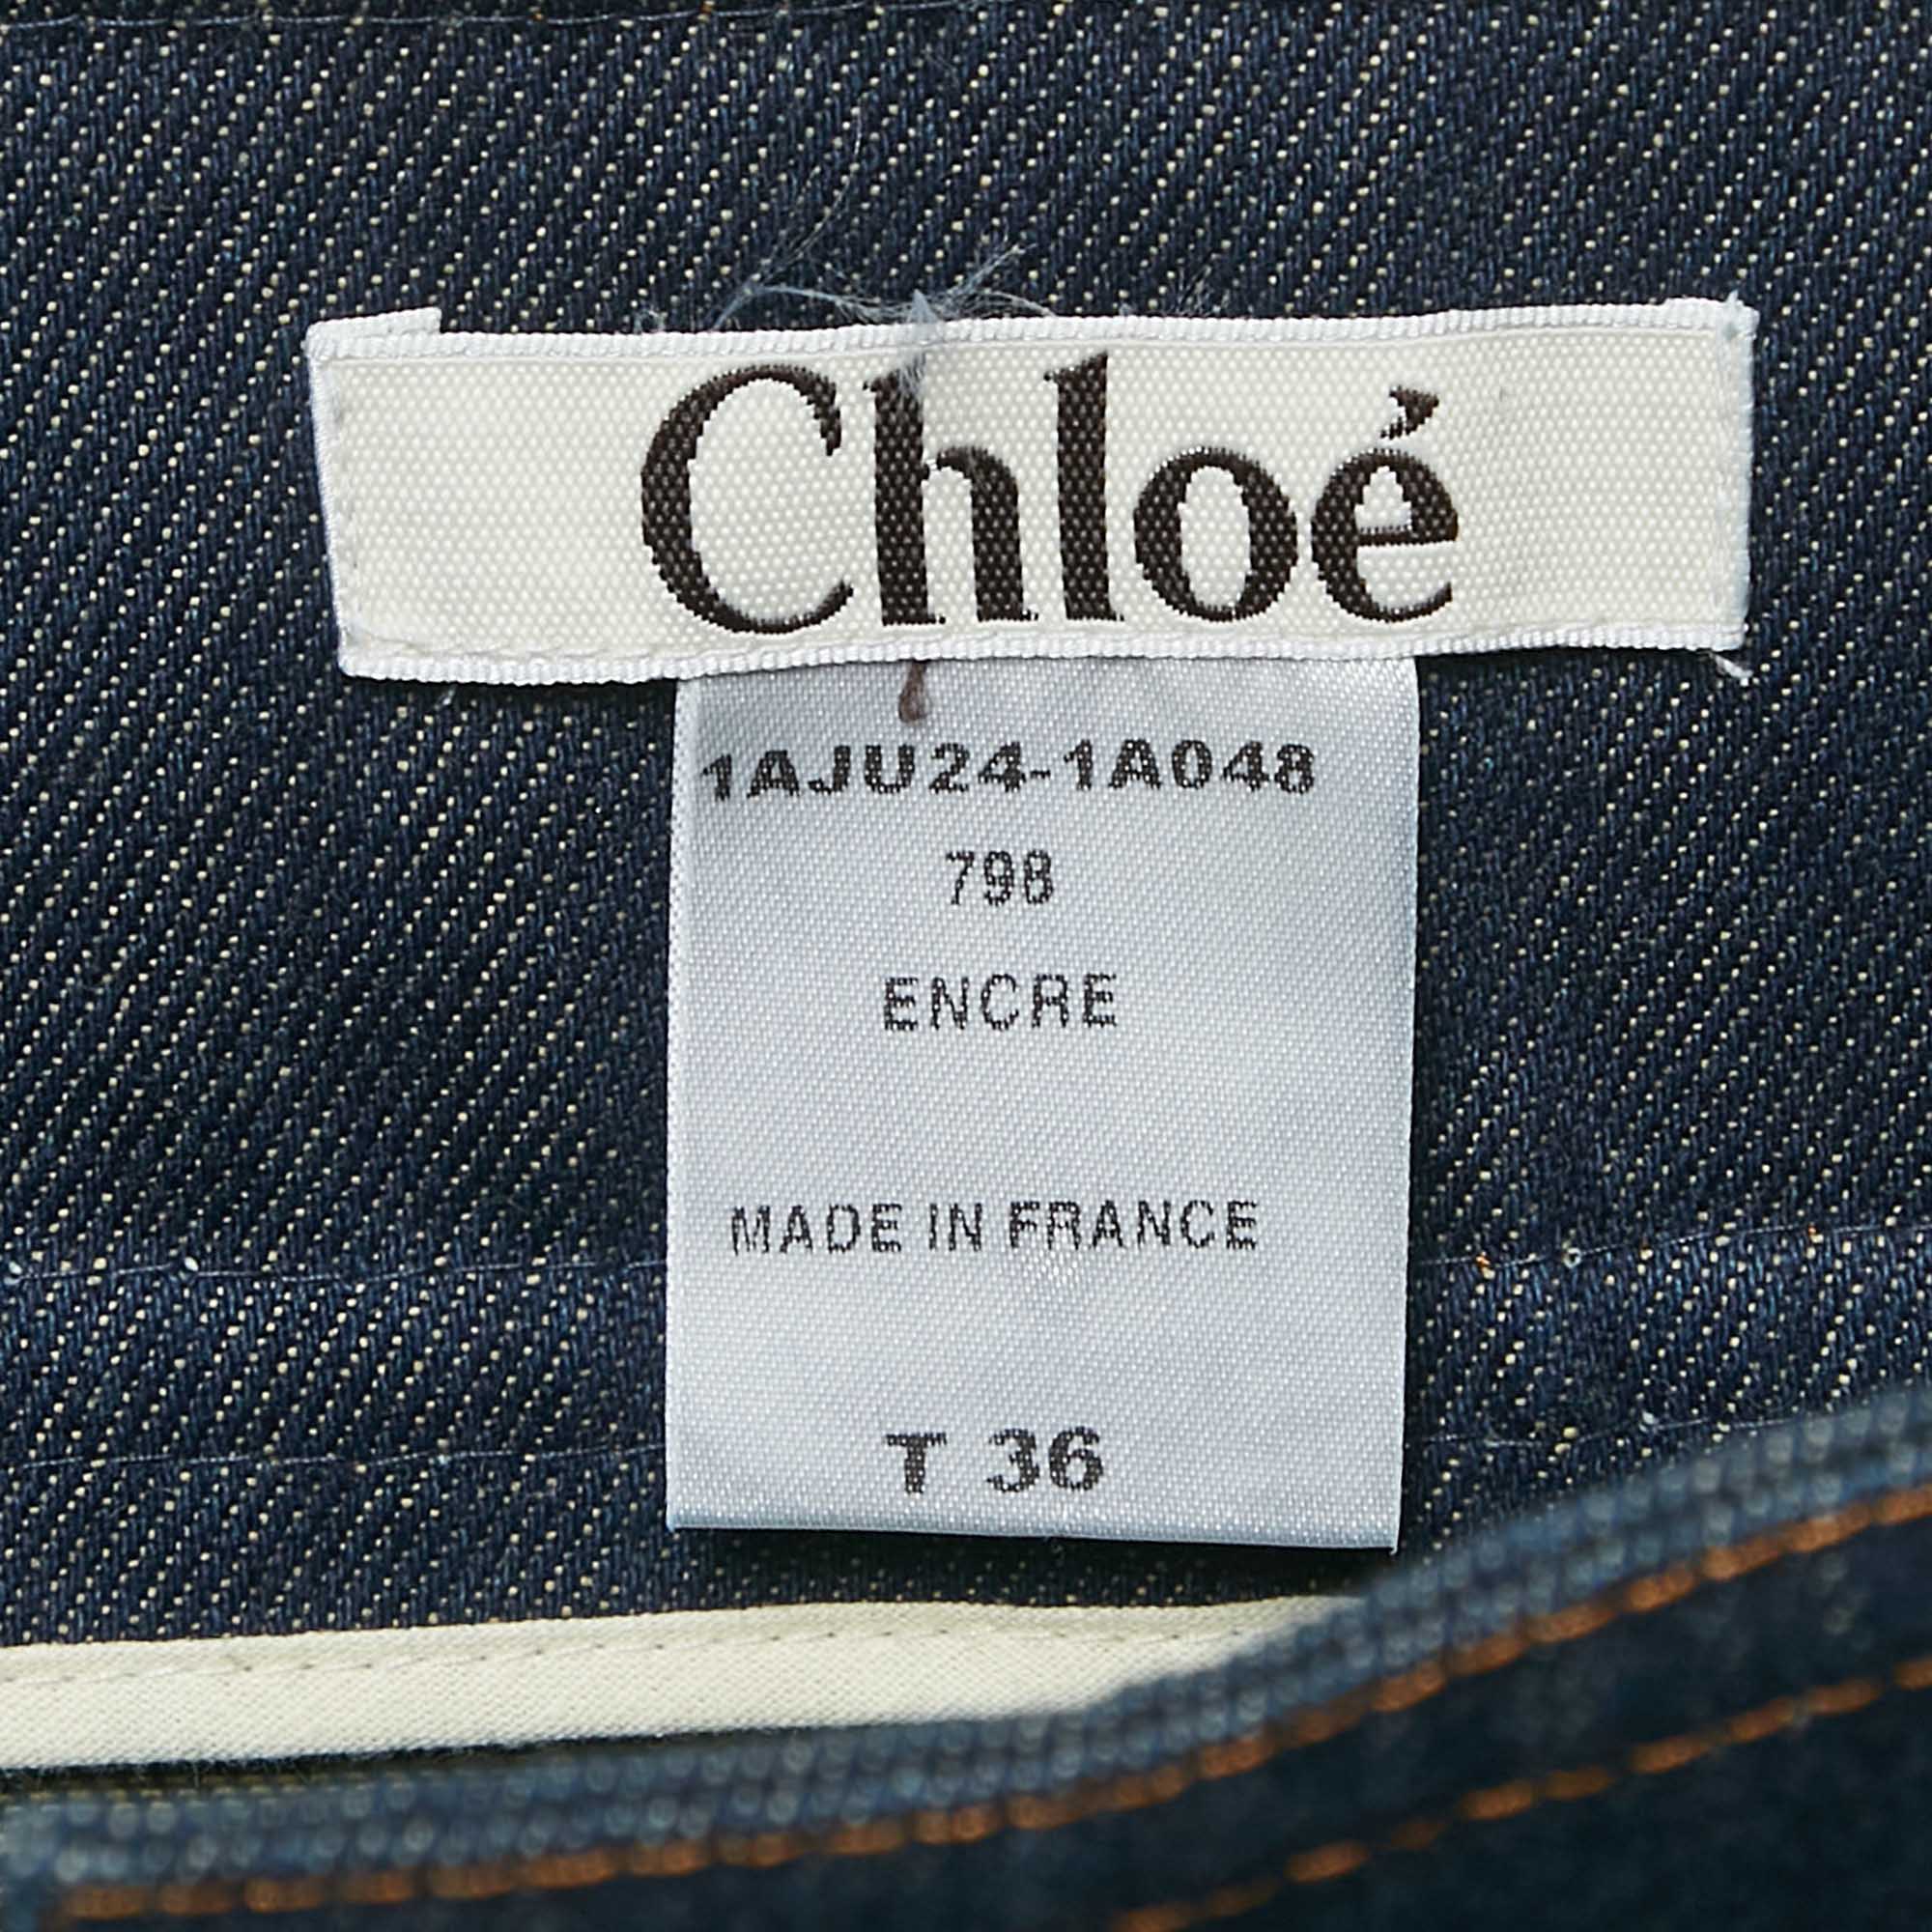 Chloé
1AJU24-1A048
798
ENCRE
MADE IN FRANCE
T 36